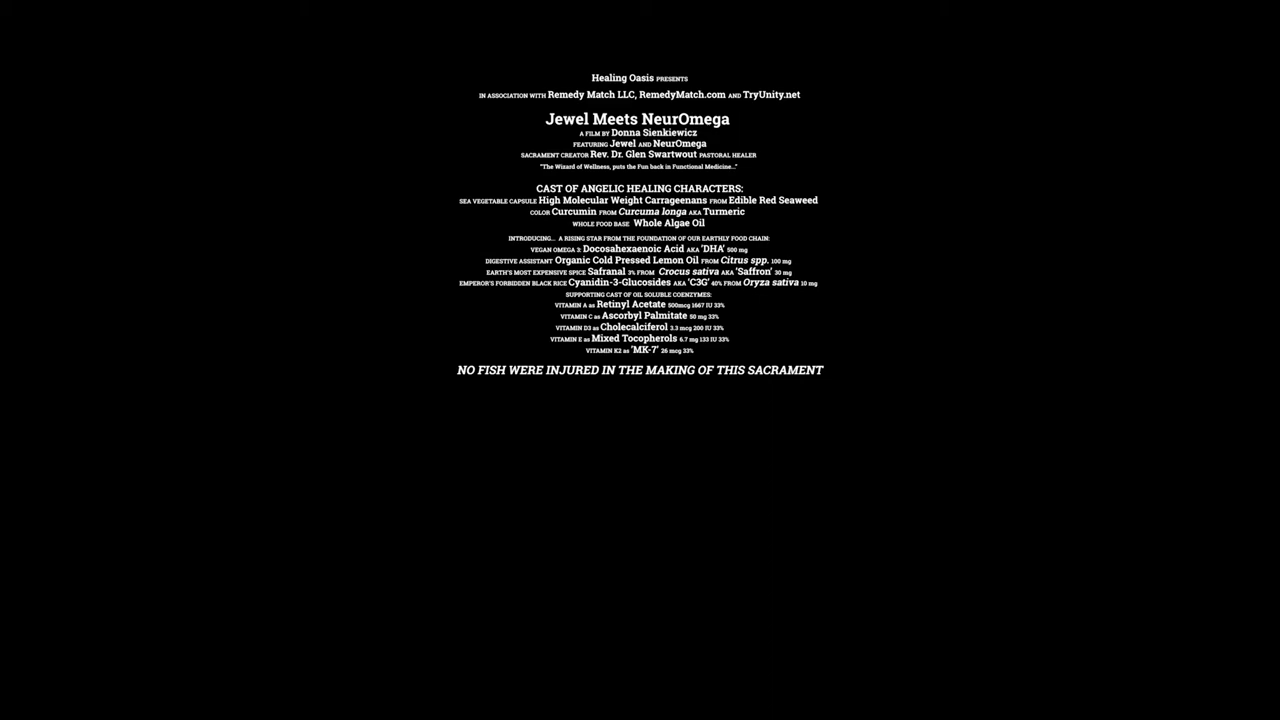 Healing Oasis PRESENTS
IN ASSOCIATION WITH Remedy Match LLC, RemedyMatch.com AND TryUnity.net
Jewel Meets NeurOmega
A FILM BY Donna Sienkiewicz
FEATURING Jewel AND NeurOmega
SACRAMENT CREATOR Rev. Dr. Glen Swartwout PASTORAL HEALER
"The Wizard of Wellness, puts the Fun back in Functional Medicine..."
CAST OF ANGELIC HEALING CHARACTERS:
SEA VEGETABLE CAPSULE High Molecular Weight Carrageenans FROM Edible Red Seaweed
COLOR Curcumin FROM Curcuma longa AKA Turmeric
WHOLE FOOD BASE Whole Algae Oil
INTRODUCING... A RISING STAR FROM THE FOUNDATION OF OUR EARTHLY FOOD CHAIN:
VEGAN OMEGA 3: Docosahexaenoic Acid AKA 'DHA' 500 mg
DIGESTIVE ASSISTANT Organic Cold Pressed Lemon Oil FROM Citrus spp. 100 mg
EARTH'S MOST EXPENSIVE SPICE Safranal 3% FROM Crocus sativa AKA 'Saffron' 30 mg
EMPEROR'S FORBIDDEN BLACK RICE Cyanidin-3-Glucosides AKA 'C3G' 40% FROM Oryza sativa 10 mg
SUPPORTING CAST OF OIL SOLUBLE COENZYMES:
VITAMIN A as Retinyl Acetate 500mcg 1667 IU 33%
VITAMIN C as Ascorbyl Palmitate 50 mg 33%
VITAMIN D3 as Cholecalciferol 3.3 mcg 200 IU 33%
VITAMIN E as Mixed Tocopherols 6.7 mg 133 IU 33%
VITAMIN K2 as 'MK-7' 26 mcg 33%
NO FISH WERE INJURED IN THE MAKING OF THIS SACRAMENT